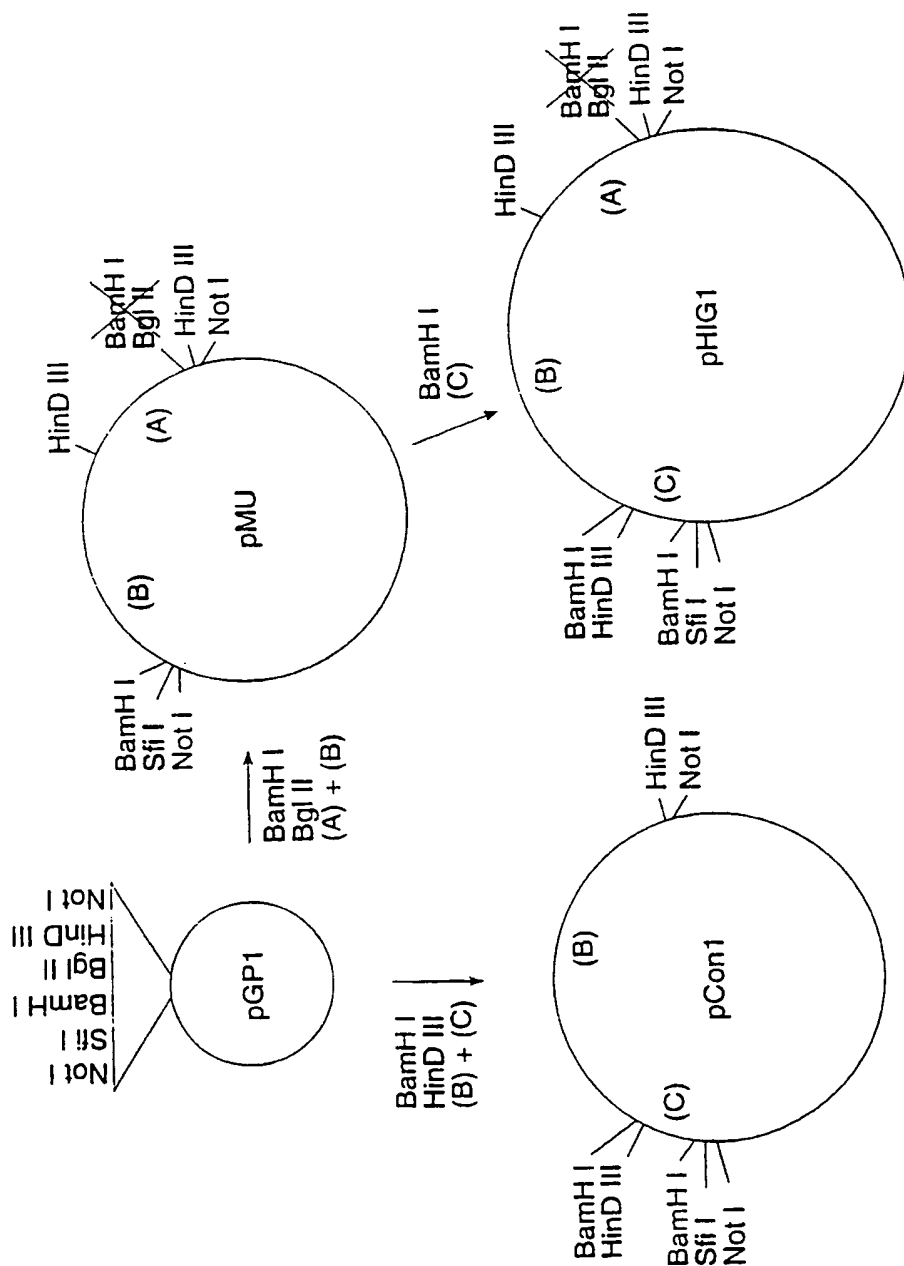 Not I
Sfi I
BamH I
Bgl II
HinD III
Not I
pGP1
BamH I
Bgl II
(A) + (B)
BamH I
Sfi I
Not I
(B)
HinD III
(A)
BamH I
Bgl II
HinD III
Not I
pMU
BamH I
HinD III
(B) + (C)
BamH I
(C)
BamH I
HinD III
(C)
BamH I
Sfi I
Not I
(B)
HinD III
Not I
pCon1
BamH I
HinD III
(C)
BamH I
Sfi I
Not I
(B)
HinD III
(A)
BamH I
Bgl II
HinD III
Not I
pHIG1